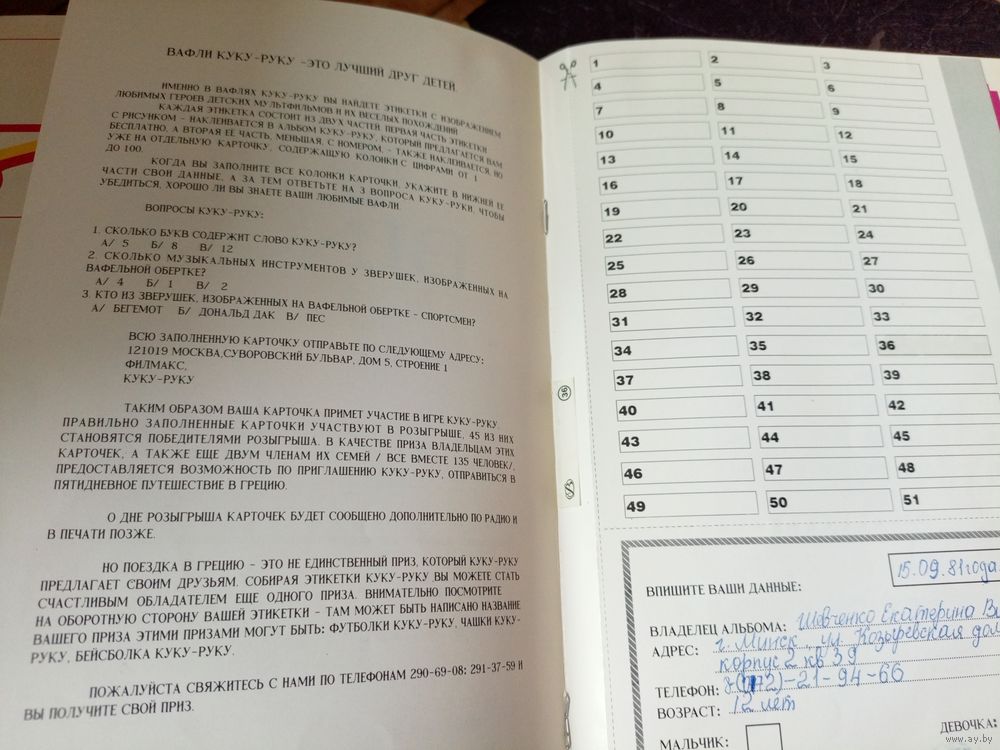 ВАФЛИ КУКУ-РУКУ -ЭТО ЛУЧШИЙ ДРУГ ДЕТЕЙ.
ИМЕННО В ВАФЛЯХ КУКУ-РУКУ ВЫ НАЙДЕТЕ ЭТИКЕТКИ С ИЗОБРАЖЕНИЕМ
ЛЮБИМЫХ ГЕРОЕВ ДЕТСКИХ МУЛЬТФИЛЬМОВ И ИХ ВЕСЕЛЫХ ПОХОЖДЕНИЙ.
КАЖДАЯ ЭТИКЕТКА СОСТОИТ ИЗ ДВУХ ЧАСТЕЙ. ПЕРВАЯ ЧАСТЬ ЭТИКЕТКИ
С РИСУНКОМ - НАКЛЕИВАЕТСЯ В АЛЬБОМ КУКУ-РУКУ, КОТОРЫЙ ПРЕДЛАГАЕТСЯ ВАМ
БЕСПЛАТНО, А ВТОРАЯ ЕЕ ЧАСТЬ, МЕНЬШАЯ, С НОМЕРОМ, - ТАКЖЕ НАКЛЕИВАЕТСЯ, НО
УЖЕ НА ОТДЕЛЬНУЮ КАРТОЧКУ, СОДЕРЖАЩУЮ КОЛОНКИ С ЦИФРАМИ ОТ 1
ДО 100.
КОГДА ВЫ ЗАПОЛНИТЕ ВСЕ КОЛОНКИ КАРТОЧКИ, УКАЖИТЕ В НИЖНЕЙ ЕЕ
ЧАСТИ СВОИ ДАННЫЕ, А ЗА ТЕМ ОТВЕТЬТЕ НА 3 ВОПРОСА КУКУ-РУКИ, ЧТОБЫ
УБЕДИТЬСЯ, ХОРОШО ЛИ ВЫ ЗНАЕТЕ ВАШИ ЛЮБИМЫЕ ВАФЛИ.
ВОПРОСЫ КУКУ-РУКУ:
1. СКОЛЬКО БУКВ СОДЕРЖИТ СЛОВО КУКУ-РУКУ?
А/ 5 Б/ 8 В/ 12
2. СКОЛЬКО МУЗЫКАЛЬНЫХ ИНСТРУМЕНТОВ У ЗВЕРУШЕК, ИЗОБРАЖЕННЫХ НА
ВАФЕЛЬНОЙ ОБЕРТКЕ?
А/ 4 Б/ 1 В/ 2
3. КТО ИЗ ЗВЕРУШЕК, ИЗОБРАЖЕННЫХ НА ВАФЕЛЬНОЙ ОБЕРТКЕ - СПОРТСМЕН?
А/ БЕГЕМОТ Б/ ДОНАЛЬД ДАК В/ ПЕС
ВСЮ ЗАПОЛНЕННУЮ КАРТОЧКУ ОТПРАВЬТЕ ПО СЛЕДУЮЩЕМУ АДРЕСУ:
121019 МОСКВА,СУВОРОВСКИЙ БУЛЬВАР, ДОМ 5, СТРОЕНИЕ 1
ФИЛМАКС,
КУКУ-РУКУ
ТАКИМ ОБРАЗОМ ВАША КАРТОЧКА ПРИМЕТ УЧАСТИЕ В ИГРЕ КУКУ-РУКУ.
ПРАВИЛЬНО ЗАПОЛНЕННЫЕ КАРТОЧКИ УЧАСТВУЮТ В РОЗЫГРЫШЕ, 45 ИЗ НИХ
СТАНОВЯТСЯ ПОБЕДИТЕЛЯМИ РОЗЫГРЫША. В КАЧЕСТВЕ ПРИЗА ВЛАДЕЛЬЦАМ ЭТИХ
КАРТОЧЕК, А ТАКЖЕ ЕЩЕ ДВУМ ЧЛЕНАМ ИХ СЕМЬИ / ВСЕ ВМЕСТЕ 135 ЧЕЛОВЕК/,
ПРЕДОСТАВЛЯЕТСЯ ВОЗМОЖНОСТЬ ПО ПРИГЛАШЕНИЮ КУКУ-РУКУ, ОТПРАВИТЬСЯ В
ПЯТИДНЕВНОЕ ПУТЕШЕСТВИЕ В ГРЕЦИЮ.
О ДНЕ РОЗЫГРЫША КАРТОЧЕК БУДЕТ СООБЩЕНО ДОПОЛНИТЕЛЬНО ПО РАДИО И
В ПЕЧАТИ ПОЗЖЕ.
НО ПОЕЗДКА В ГРЕЦИЮ - ЭТО НЕ ЕДИНСТВЕННЫЙ ПРИЗ, КОТОРЫЙ КУКУ-РУКУ
ПРЕДЛАГАЕТ СВОИМ ДРУЗЬЯМ. СОБИРАЯ ЭТИКЕТКИ КУКУ-РУКУ ВЫ МОЖЕТЕ СТАТЬ
СЧАСТЛИВЫМ ОБЛАДАТЕЛЕМ ЕЩЕ ОДНОГО ПРИЗА. ВНИМАТЕЛЬНО ПОСМОТРИТЕ
НА ОБОРОТНУЮ СТОРОНУ ВАШЕЙ ЭТИКЕТКИ - ТАМ МОЖЕТ БЫТЬ НАПИСАНО НАЗВАНИЕ
ВАШЕГО ПРИЗА ЭТИМИ ПРИЗАМИ МОГУТ БЫТЬ: ФУТБОЛКИ КУКУ-РУКУ, ЧАШКИ КУКУ-
РУКУ, БЕЙСБОЛКА КУКУ-РУКУ.
ПОЖАЛУЙСТА СВЯЖИТЕСЬ С НАМИ ПО ТЕЛЕФОНАМ 290-69-08; 291-37-59 И
ВЫ ПОЛУЧИТЕ СВОЙ ПРИЗ.
36
1 2 3
4 5 6
7 8 9
10 11 12
13 14 15
16 17 18
19 20 21
22 23 24
25 26 27
28 29 30
31 32 33
34 35 36
37 38 39
40 41 42
43 44 45
46 47 48
49 50 51
15.09.81 года.
ВПИШИТЕ ВАШИ ДАННЫЕ:
ВЛАДЕЛЕЦ АЛЬБОМА: Шевченко Екатерина Ви
АДРЕС: г. Минск, ул. Козыревская дом
корпус 2 кв 39
ТЕЛЕФОН: 8(172)-21-94-66
ВОЗРАСТ: 12 лет
МАЛЬЧИК: ДЕВОЧКА:
www.ay.by